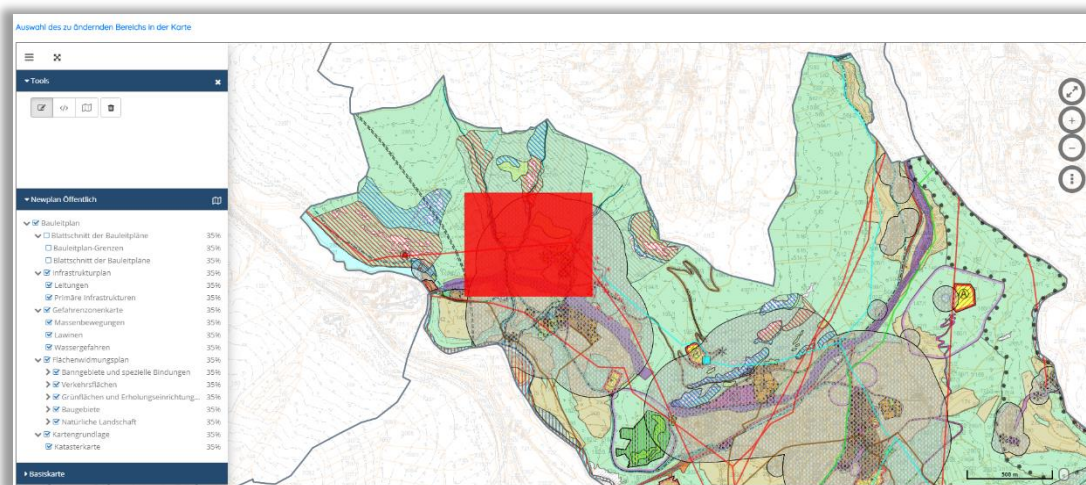 Auswahl des zu ändernden Bereichs in der Karte
Tools
Newplan Öffentlich
Bauleitplan
Blattschnitt der Bauleitpläne 35%
Bauleitplan-Grenzen 35%
Blattschnitt der Bauleitpläne 35%
Infrastrukturplan 35%
Leitungen 35%
Primäre Infrastrukturen 35%
Gefahrenzonenkarte 35%
Massenbewegungen 35%
Lawinen 35%
Wassergefahren 35%
Flächenwidmungsplan 35%
Banngebiete und spezielle Bindungen 35%
Verkehrsflächen 35%
Grünflächen und Erholungseinrichtung... 35%
Baugebiete 35%
Natürliche Landschaft 35%
Kartengrundlage 35%
Katasterkarte 35%
Basiskarte
500 m